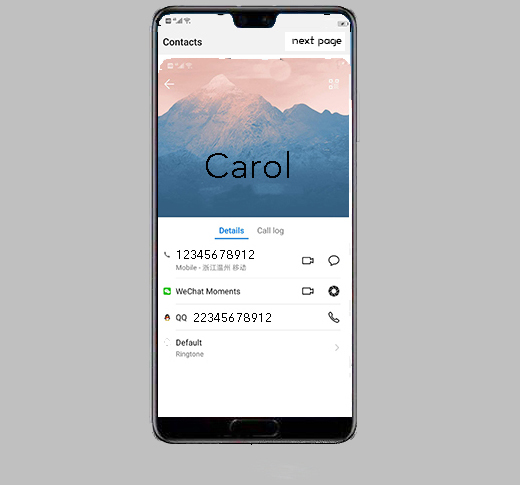 Contacts
next page
Carol
Details Call log
12345678912
Mobile - 浙江温州 移动
WeChat Moments
QQ 22345678912
Default
Ringtone